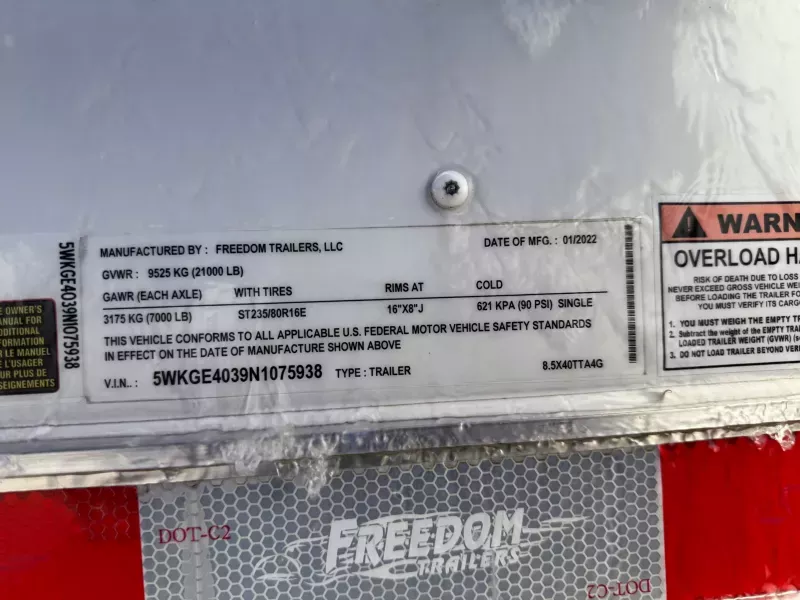 MANUFACTURED BY : FREEDOM TRAILERS, LLC DATE OF MFG. : 01/2022
GVWR : 9525 KG (21000 LB)
GAWR (EACH AXLE) WITH TIRES RIMS AT COLD
3175 KG (7000 LB) ST235/80R16E 16"X8"J 621 KPA (90 PSI) SINGLE
THIS VEHICLE CONFORMS TO ALL APPLICABLE U.S. FEDERAL MOTOR VEHICLE SAFETY STANDARDS
IN EFFECT ON THE DATE OF MANUFACTURE SHOWN ABOVE
V.I.N.. : 5WKGE4039N1075938 TYPE : TRAILER 8.5X40TTA4G
5WKGE4039N1075938
OWNER'S
MANUAL FOR
ADDITIONAL
FORMATION
LE MANUEL
L'USAGER
PLUS DE
SEIGNEMENTS
WARN
OVERLOAD HA
RISK OF DEATH DUE TO LOSS
NEVER EXCEED GROSS VEHICLE WEI
BEFORE LOADING THE TRAILER FO
YOU MUST VERIFY ITS CARG
1. YOU MUST KNOW THE EMPTY T
2. Subtract the weight of the EMPTY TRAI
LOADED TRAILER WEIGHT (GVWR)
3. DO NOT LOAD TRAILER BEYOND VERI
DOT-C2
FREEDOM
TRAILERS
DOT-C2